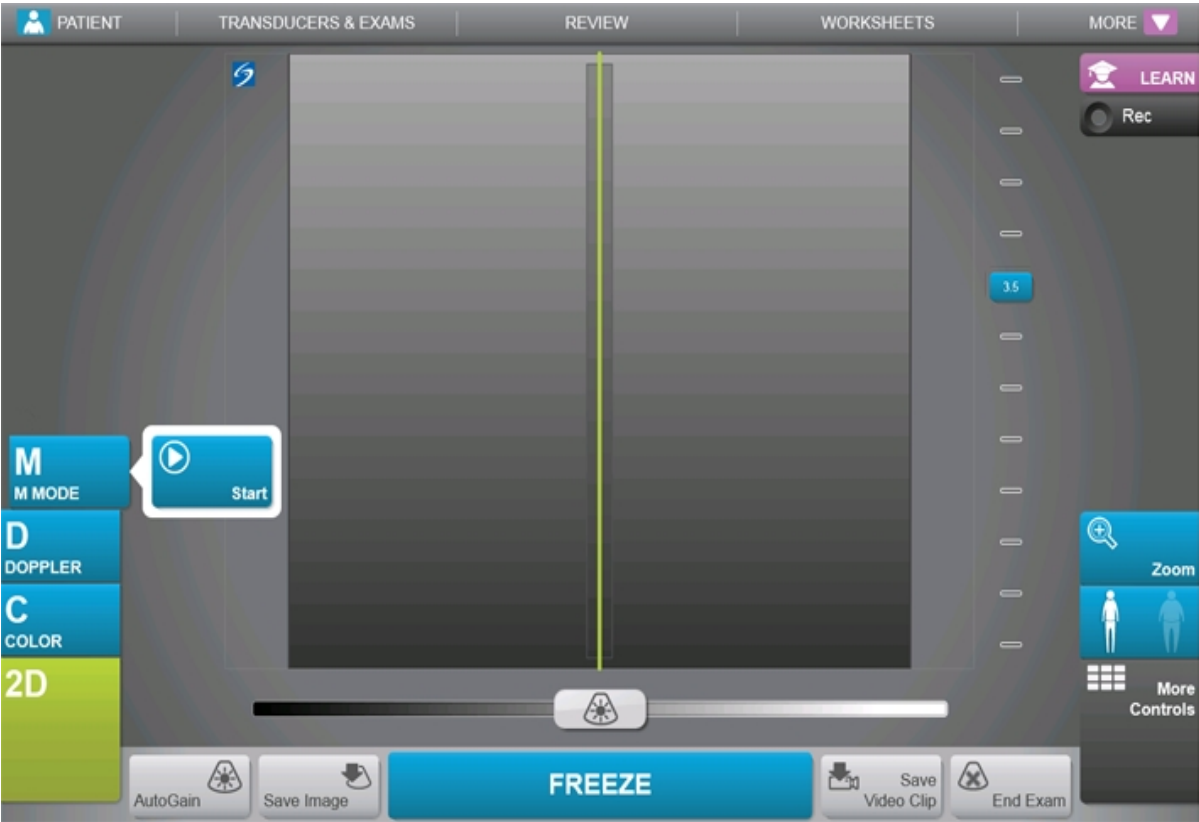 PATIENT
TRANSDUCERS & EXAMS
REVIEW
WORKSHEETS
MORE
LEARN
Rec
3.5
M
M MODE
Start
D
DOPPLER
C
COLOR
2D
Zoom
More
Controls
AutoGain
Save Image
FREEZE
Save
Video Clip
End Exam